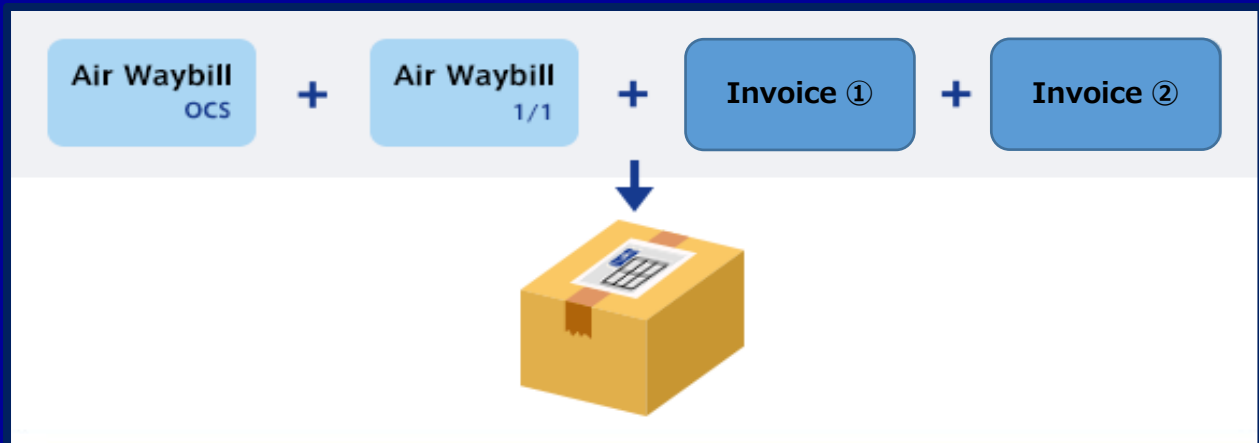 Air Waybill
OCS
+
Air Waybill
1/1
+
Invoice ①
+
Invoice ②